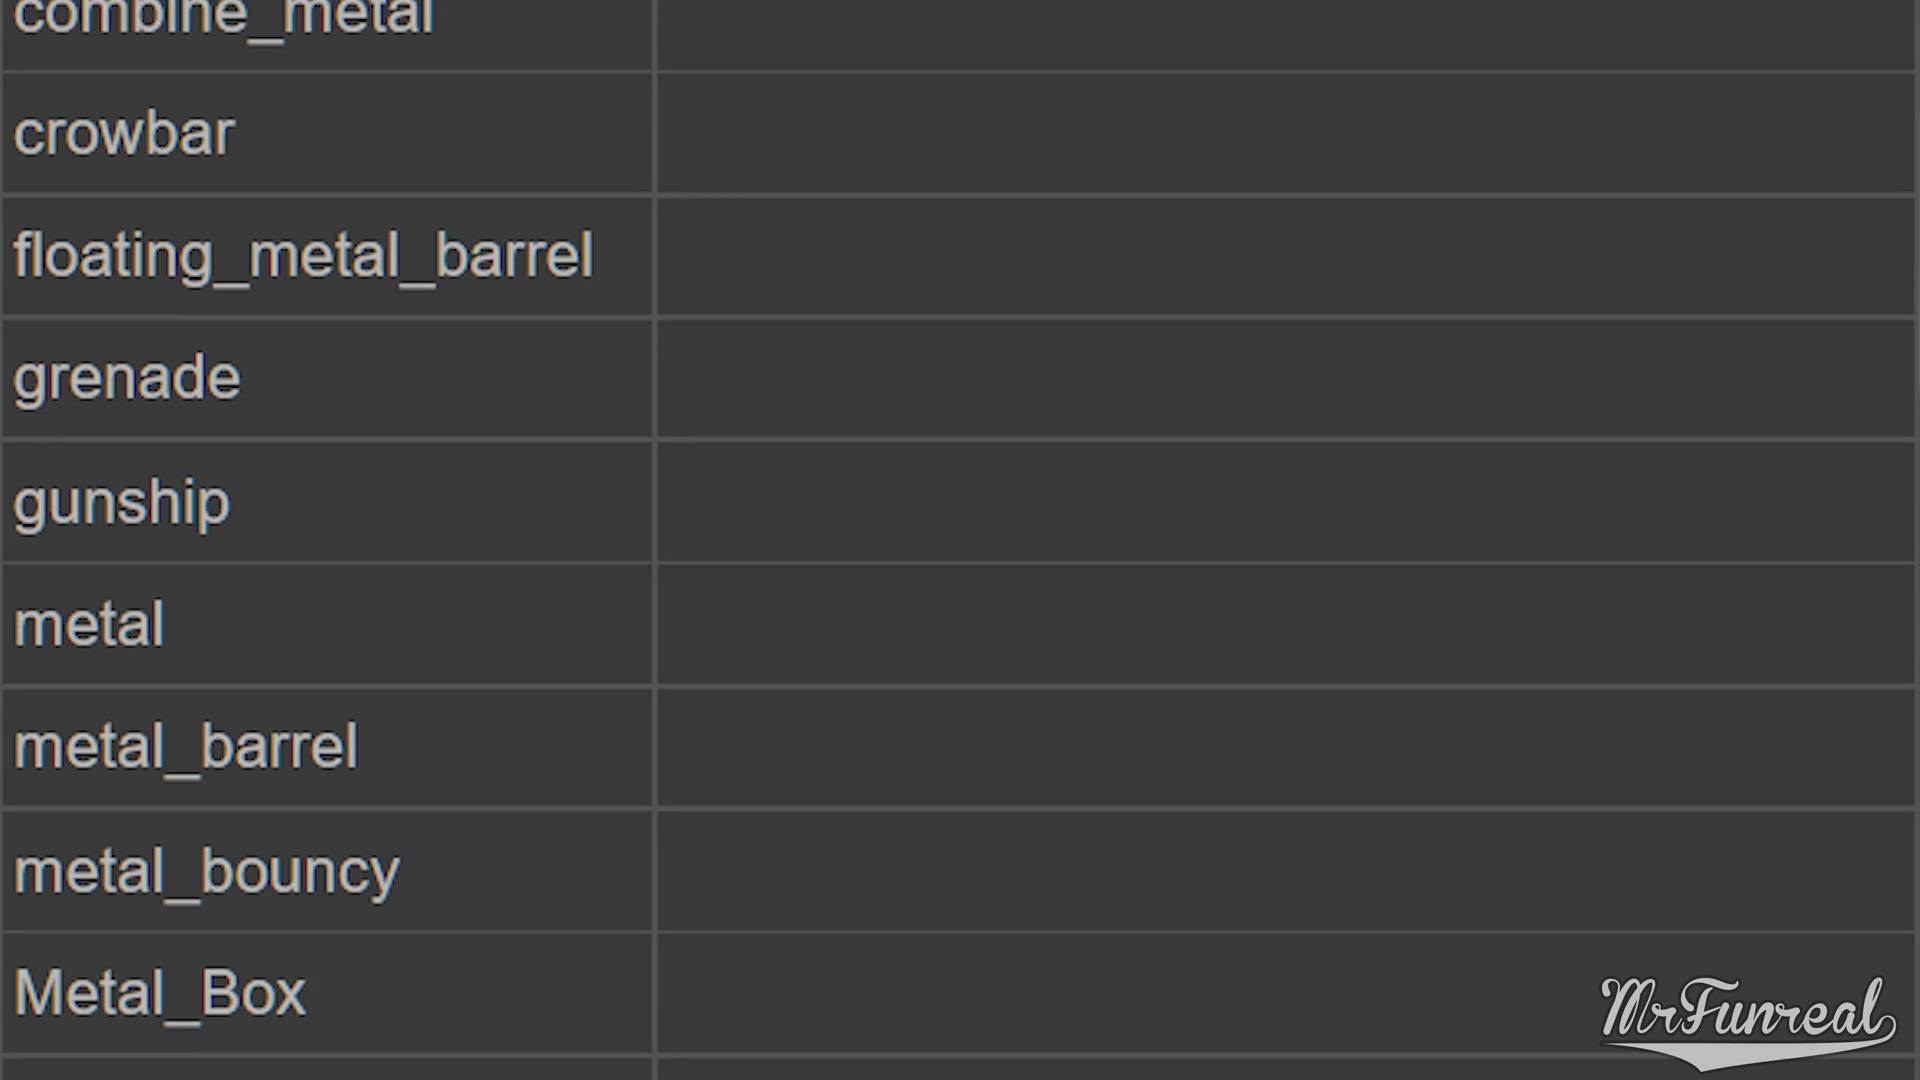 combine_metal
crowbar
floating_metal_barrel
grenade
gunship
metal
metal_barrel
metal_bouncy
Metal_Box
MrFunreal